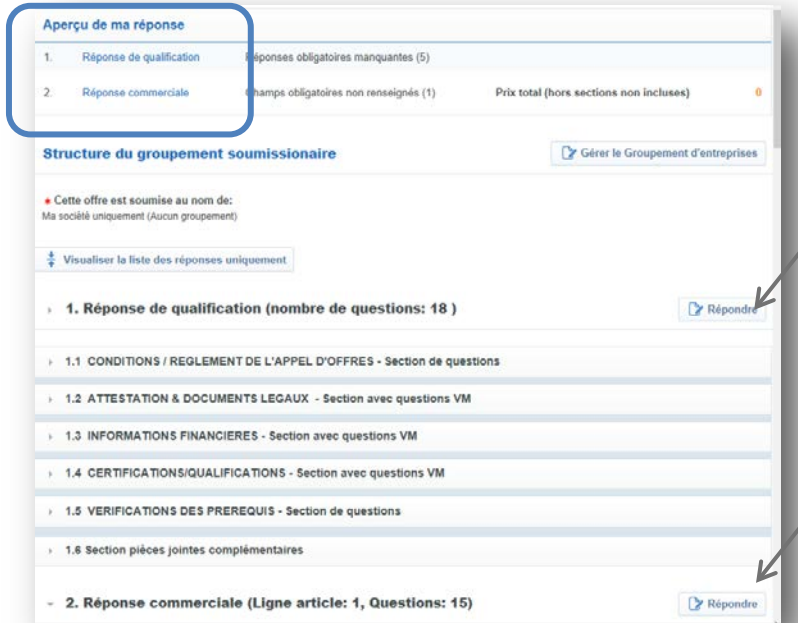 Aperçu de ma réponse
1. Réponse de qualification Réponses obligatoires manquantes (5)
2. Réponse commerciale Champs obligatoires non renseignés (1) Prix total (hors sections non incluses) 0
Structure du groupement soumissionaire Gérer le Groupement d'entreprises
Cette offre est soumise au nom de:
Ma société uniquement (Aucun groupement)
Visualiser la liste des réponses uniquement
1. Réponse de qualification (nombre de questions: 18 ) Répondre
1.1 CONDITIONS / REGLEMENT DE L'APPEL D'OFFRES - Section de questions
1.2 ATTESTATION & DOCUMENTS LEGAUX - Section avec questions VM
1.3 INFORMATIONS FINANCIERES - Section avec questions VM
1.4 CERTIFICATIONS/QUALIFICATIONS - Section avec questions VM
1.5 VERIFICATIONS DES PREREQUIS - Section de questions
1.6 Section pièces jointes complémentaires
2. Réponse commerciale (Ligne article: 1, Questions: 15) Répondre